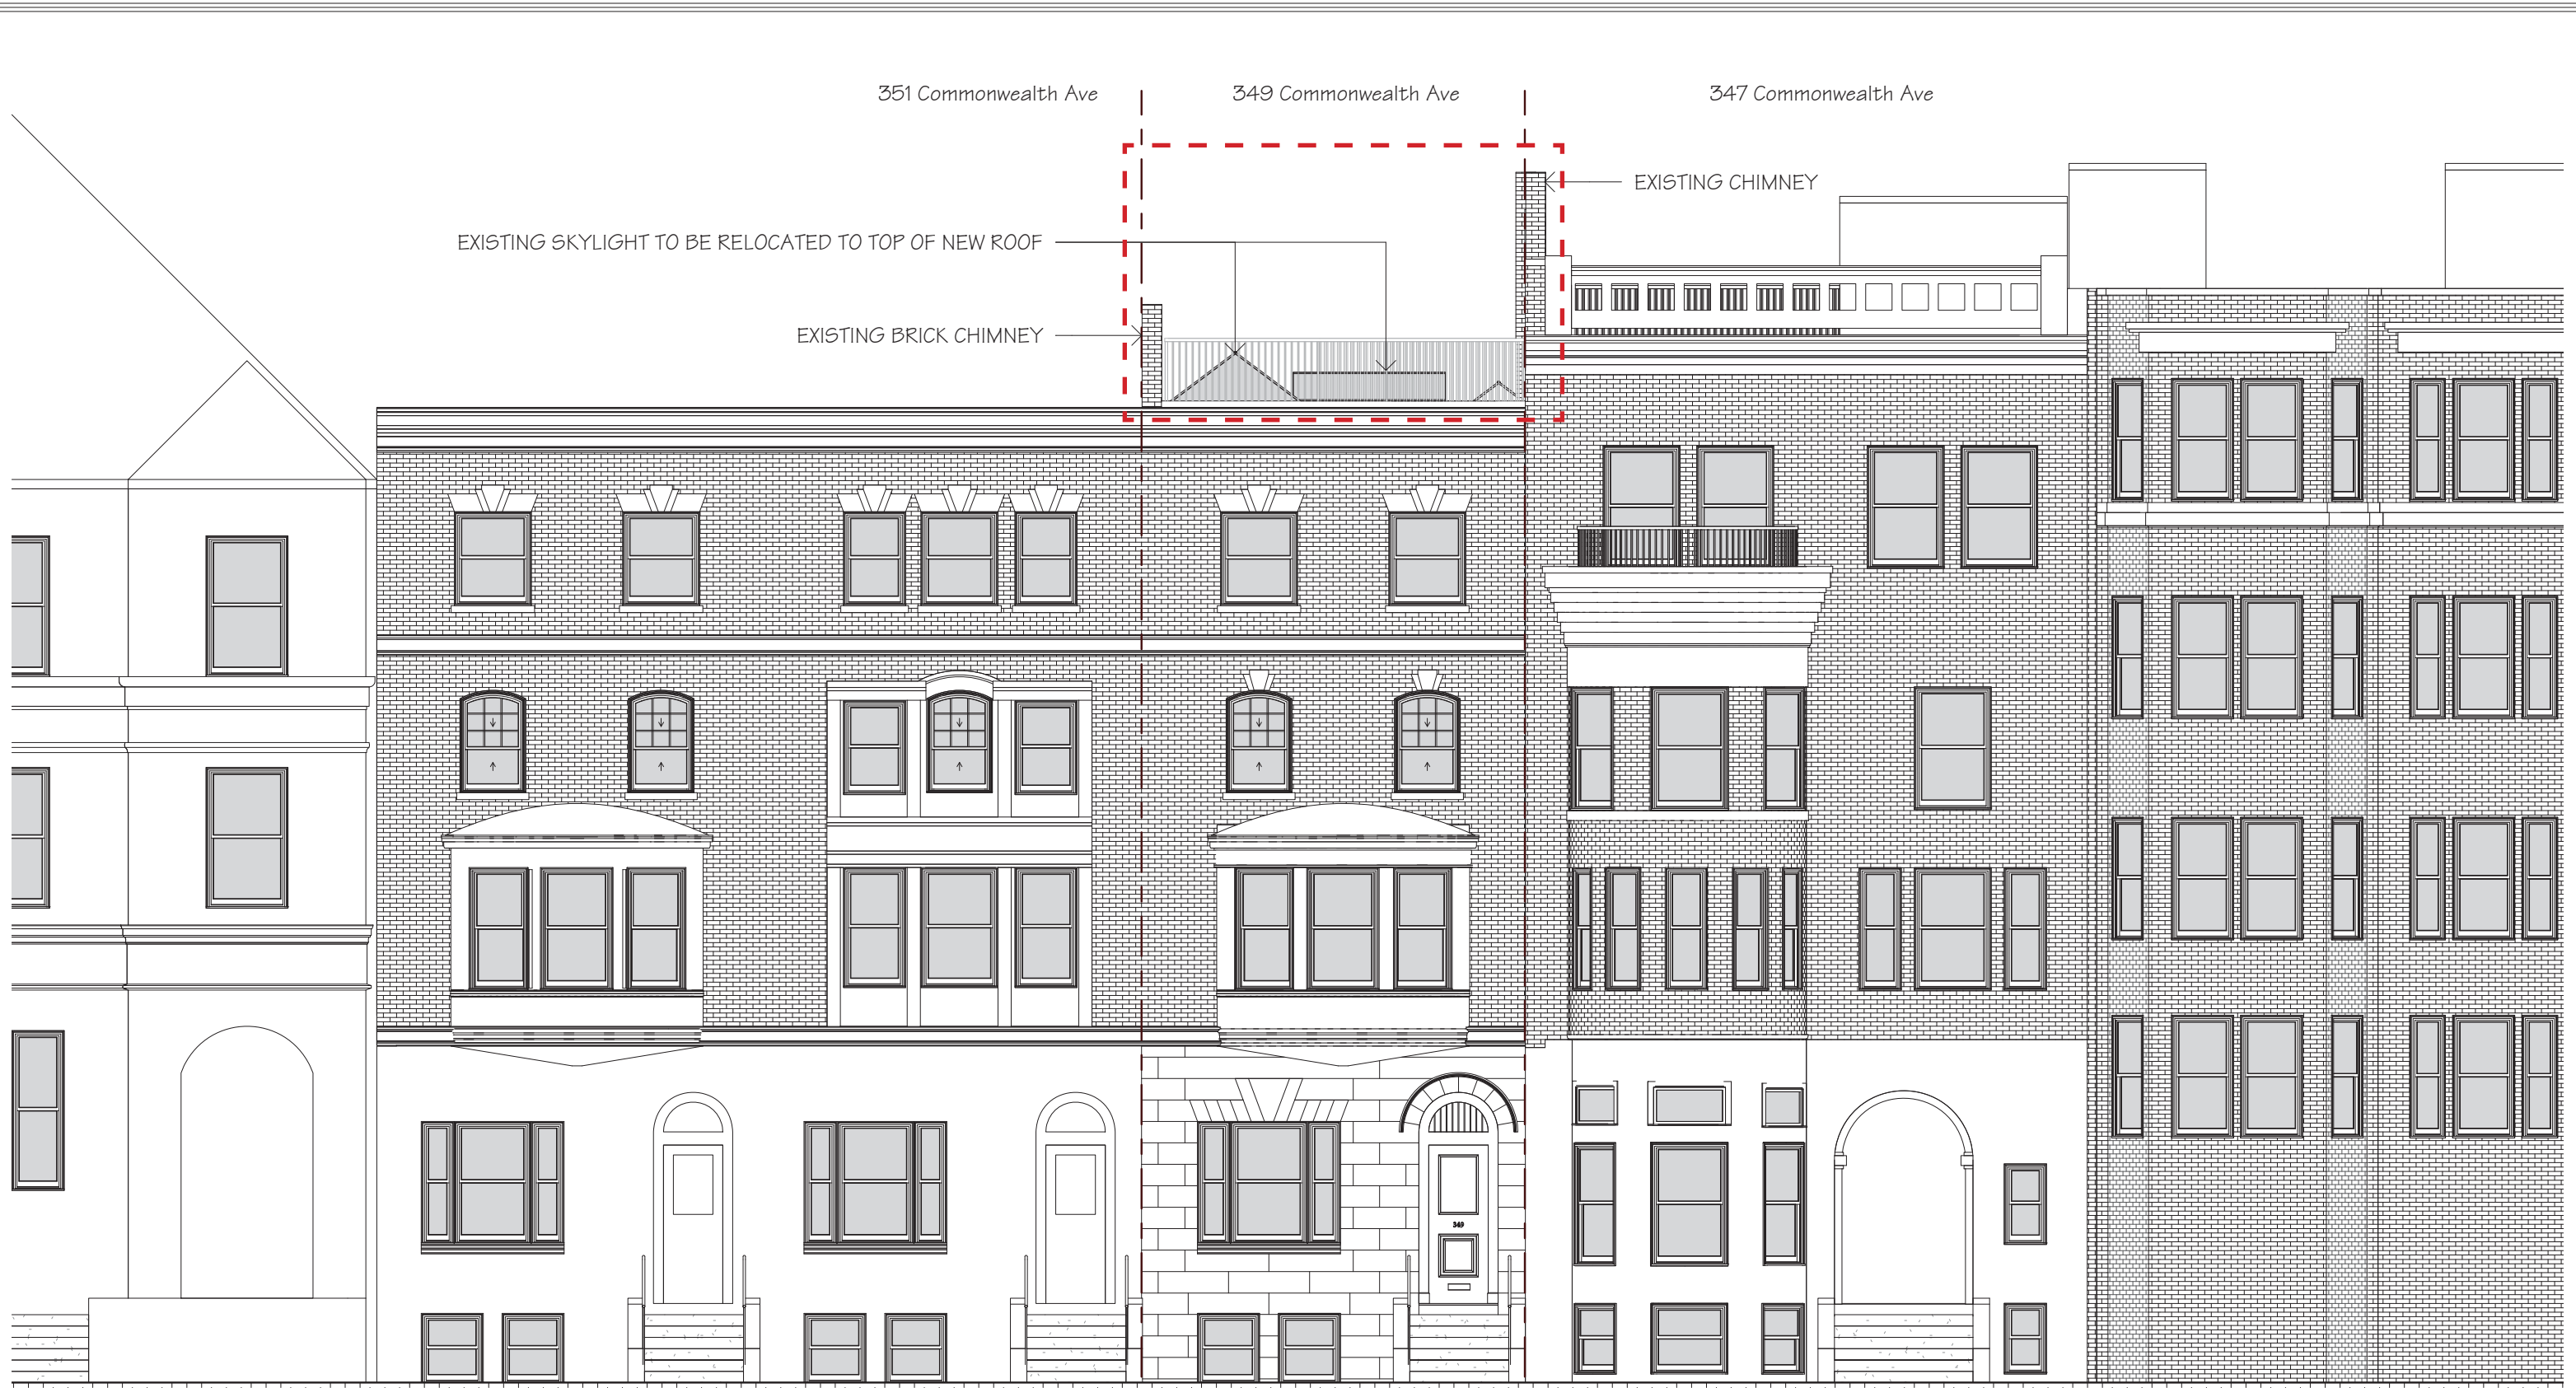 351 Commonwealth Ave
349 Commonwealth Ave
347 Commonwealth Ave
EXISTING CHIMNEY
EXISTING SKYLIGHT TO BE RELOCATED TO TOP OF NEW ROOF
EXISTING BRICK CHIMNEY
349